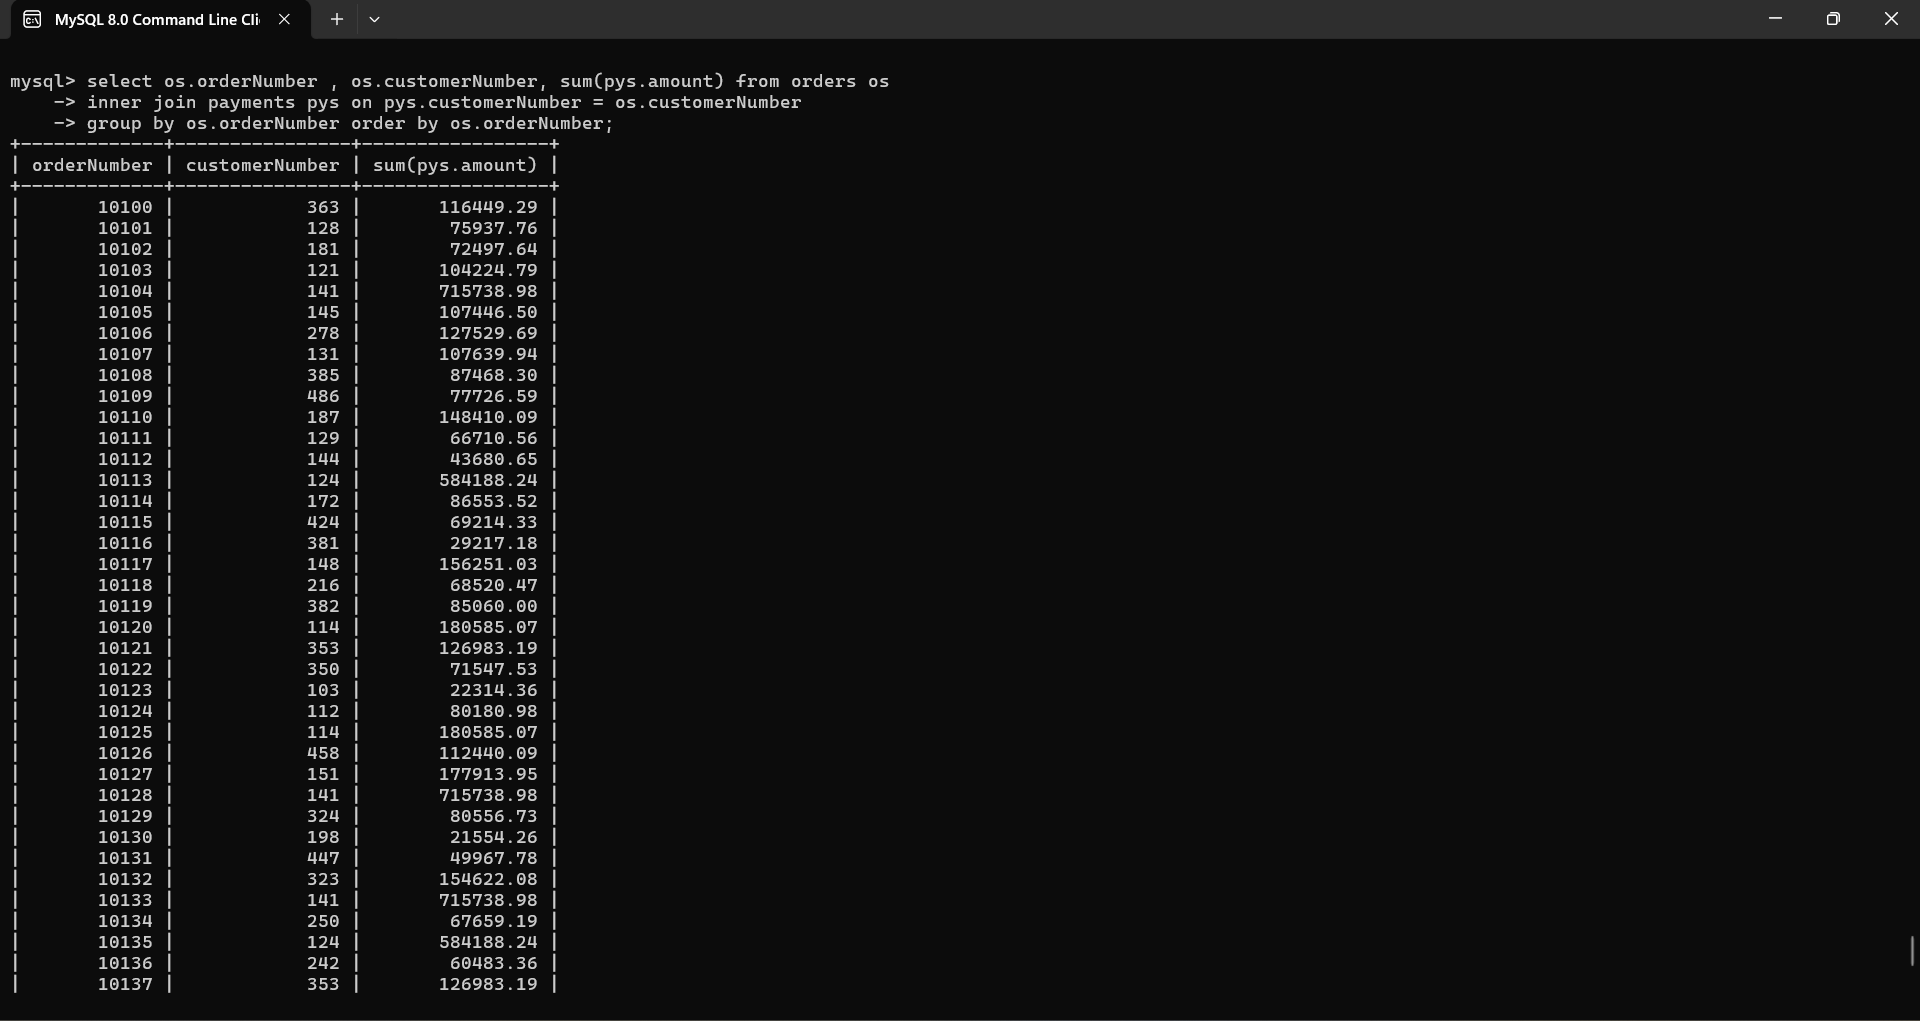 MySQL 8.0 Command Line Cli
mysql> select os.orderNumber , os.customerNumber, sum(pys.amount) from orders os
    -> inner join payments pys on pys.customerNumber = os.customerNumber
    -> group by os.orderNumber order by os.orderNumber;
+-------------+----------------+-----------------+
| orderNumber | customerNumber | sum(pys.amount) |
+-------------+----------------+-----------------+
|       10100 |            363 |       116449.29 |
|       10101 |            128 |        75937.76 |
|       10102 |            181 |        72497.64 |
|       10103 |            121 |       104224.79 |
|       10104 |            141 |       715738.98 |
|       10105 |            145 |       107446.50 |
|       10106 |            278 |       127529.69 |
|       10107 |            131 |       107639.94 |
|       10108 |            385 |        87468.30 |
|       10109 |            486 |        77726.59 |
|       10110 |            187 |       148410.09 |
|       10111 |            129 |        66710.56 |
|       10112 |            144 |        43680.65 |
|       10113 |            124 |       584188.24 |
|       10114 |            172 |        86553.52 |
|       10115 |            424 |        69214.33 |
|       10116 |            381 |        29217.18 |
|       10117 |            148 |       156251.03 |
|       10118 |            216 |        68520.47 |
|       10119 |            382 |        85060.00 |
|       10120 |            114 |       180585.07 |
|       10121 |            353 |       126983.19 |
|       10122 |            350 |        71547.53 |
|       10123 |            103 |        22314.36 |
|       10124 |            112 |        80180.98 |
|       10125 |            114 |       180585.07 |
|       10126 |            458 |       112440.09 |
|       10127 |            151 |       177913.95 |
|       10128 |            141 |       715738.98 |
|       10129 |            324 |        80556.73 |
|       10130 |            198 |        21554.26 |
|       10131 |            447 |        49967.78 |
|       10132 |            323 |       154622.08 |
|       10133 |            141 |       715738.98 |
|       10134 |            250 |        67659.19 |
|       10135 |            124 |       584188.24 |
|       10136 |            242 |        60483.36 |
|       10137 |            353 |       126983.19 |